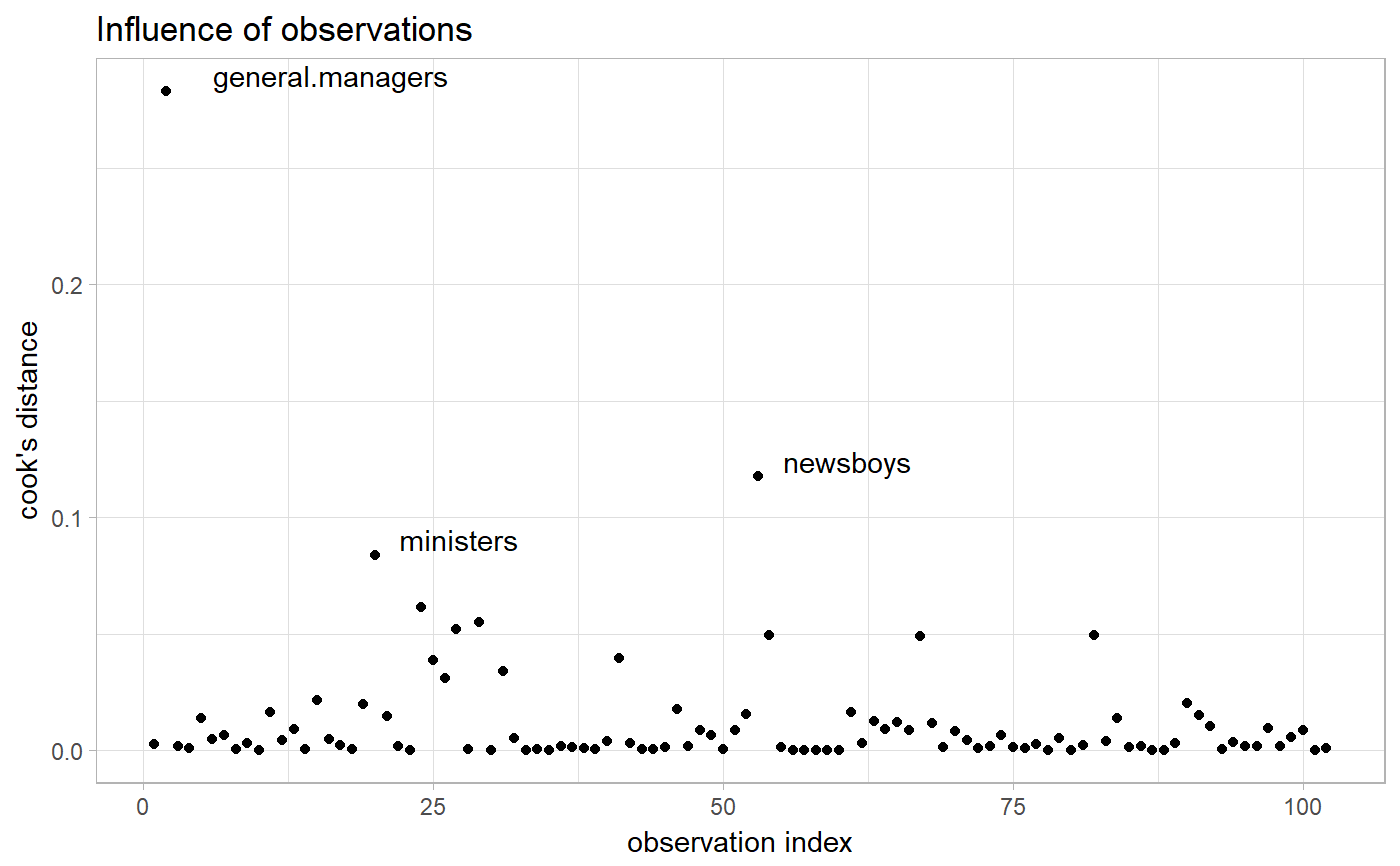 Influence of observations
general.managers
0.2
newsboys
0.1
ministers
0.0
cook's distance
0 25 50 75 100
observation index